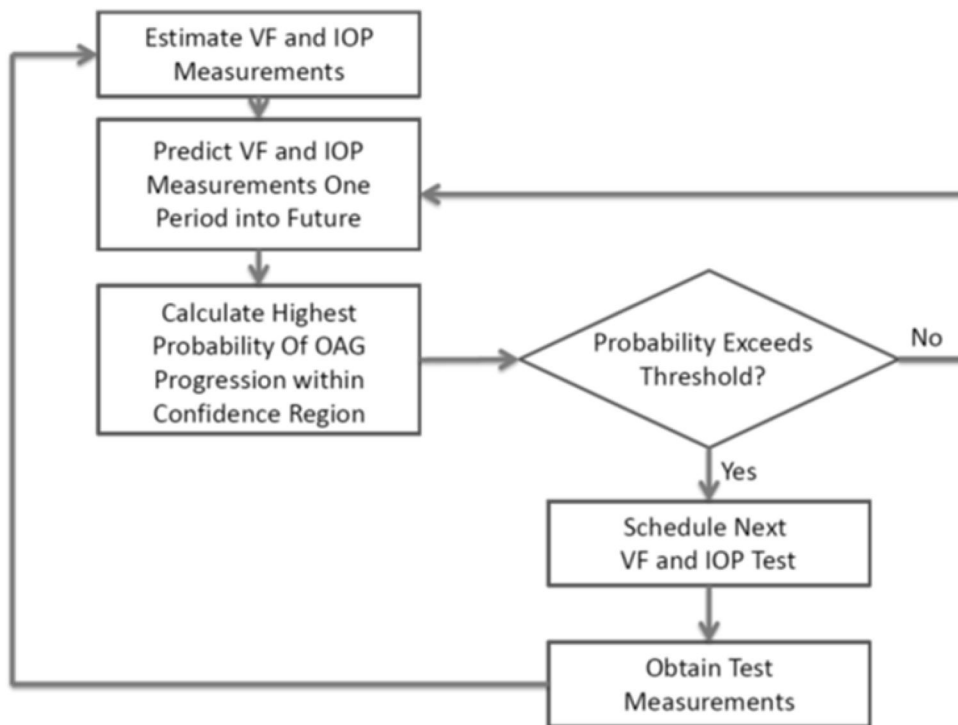 Estimate VF and IOP
Measurements
Predict VF and IOP
Measurements One
Period into Future
Calculate Highest
Probability Of OAG
Progression within
Confidence Region
Probability Exceeds
Threshold?
No
Yes
Schedule Next
VF and IOP Test
Obtain Test
Measurements